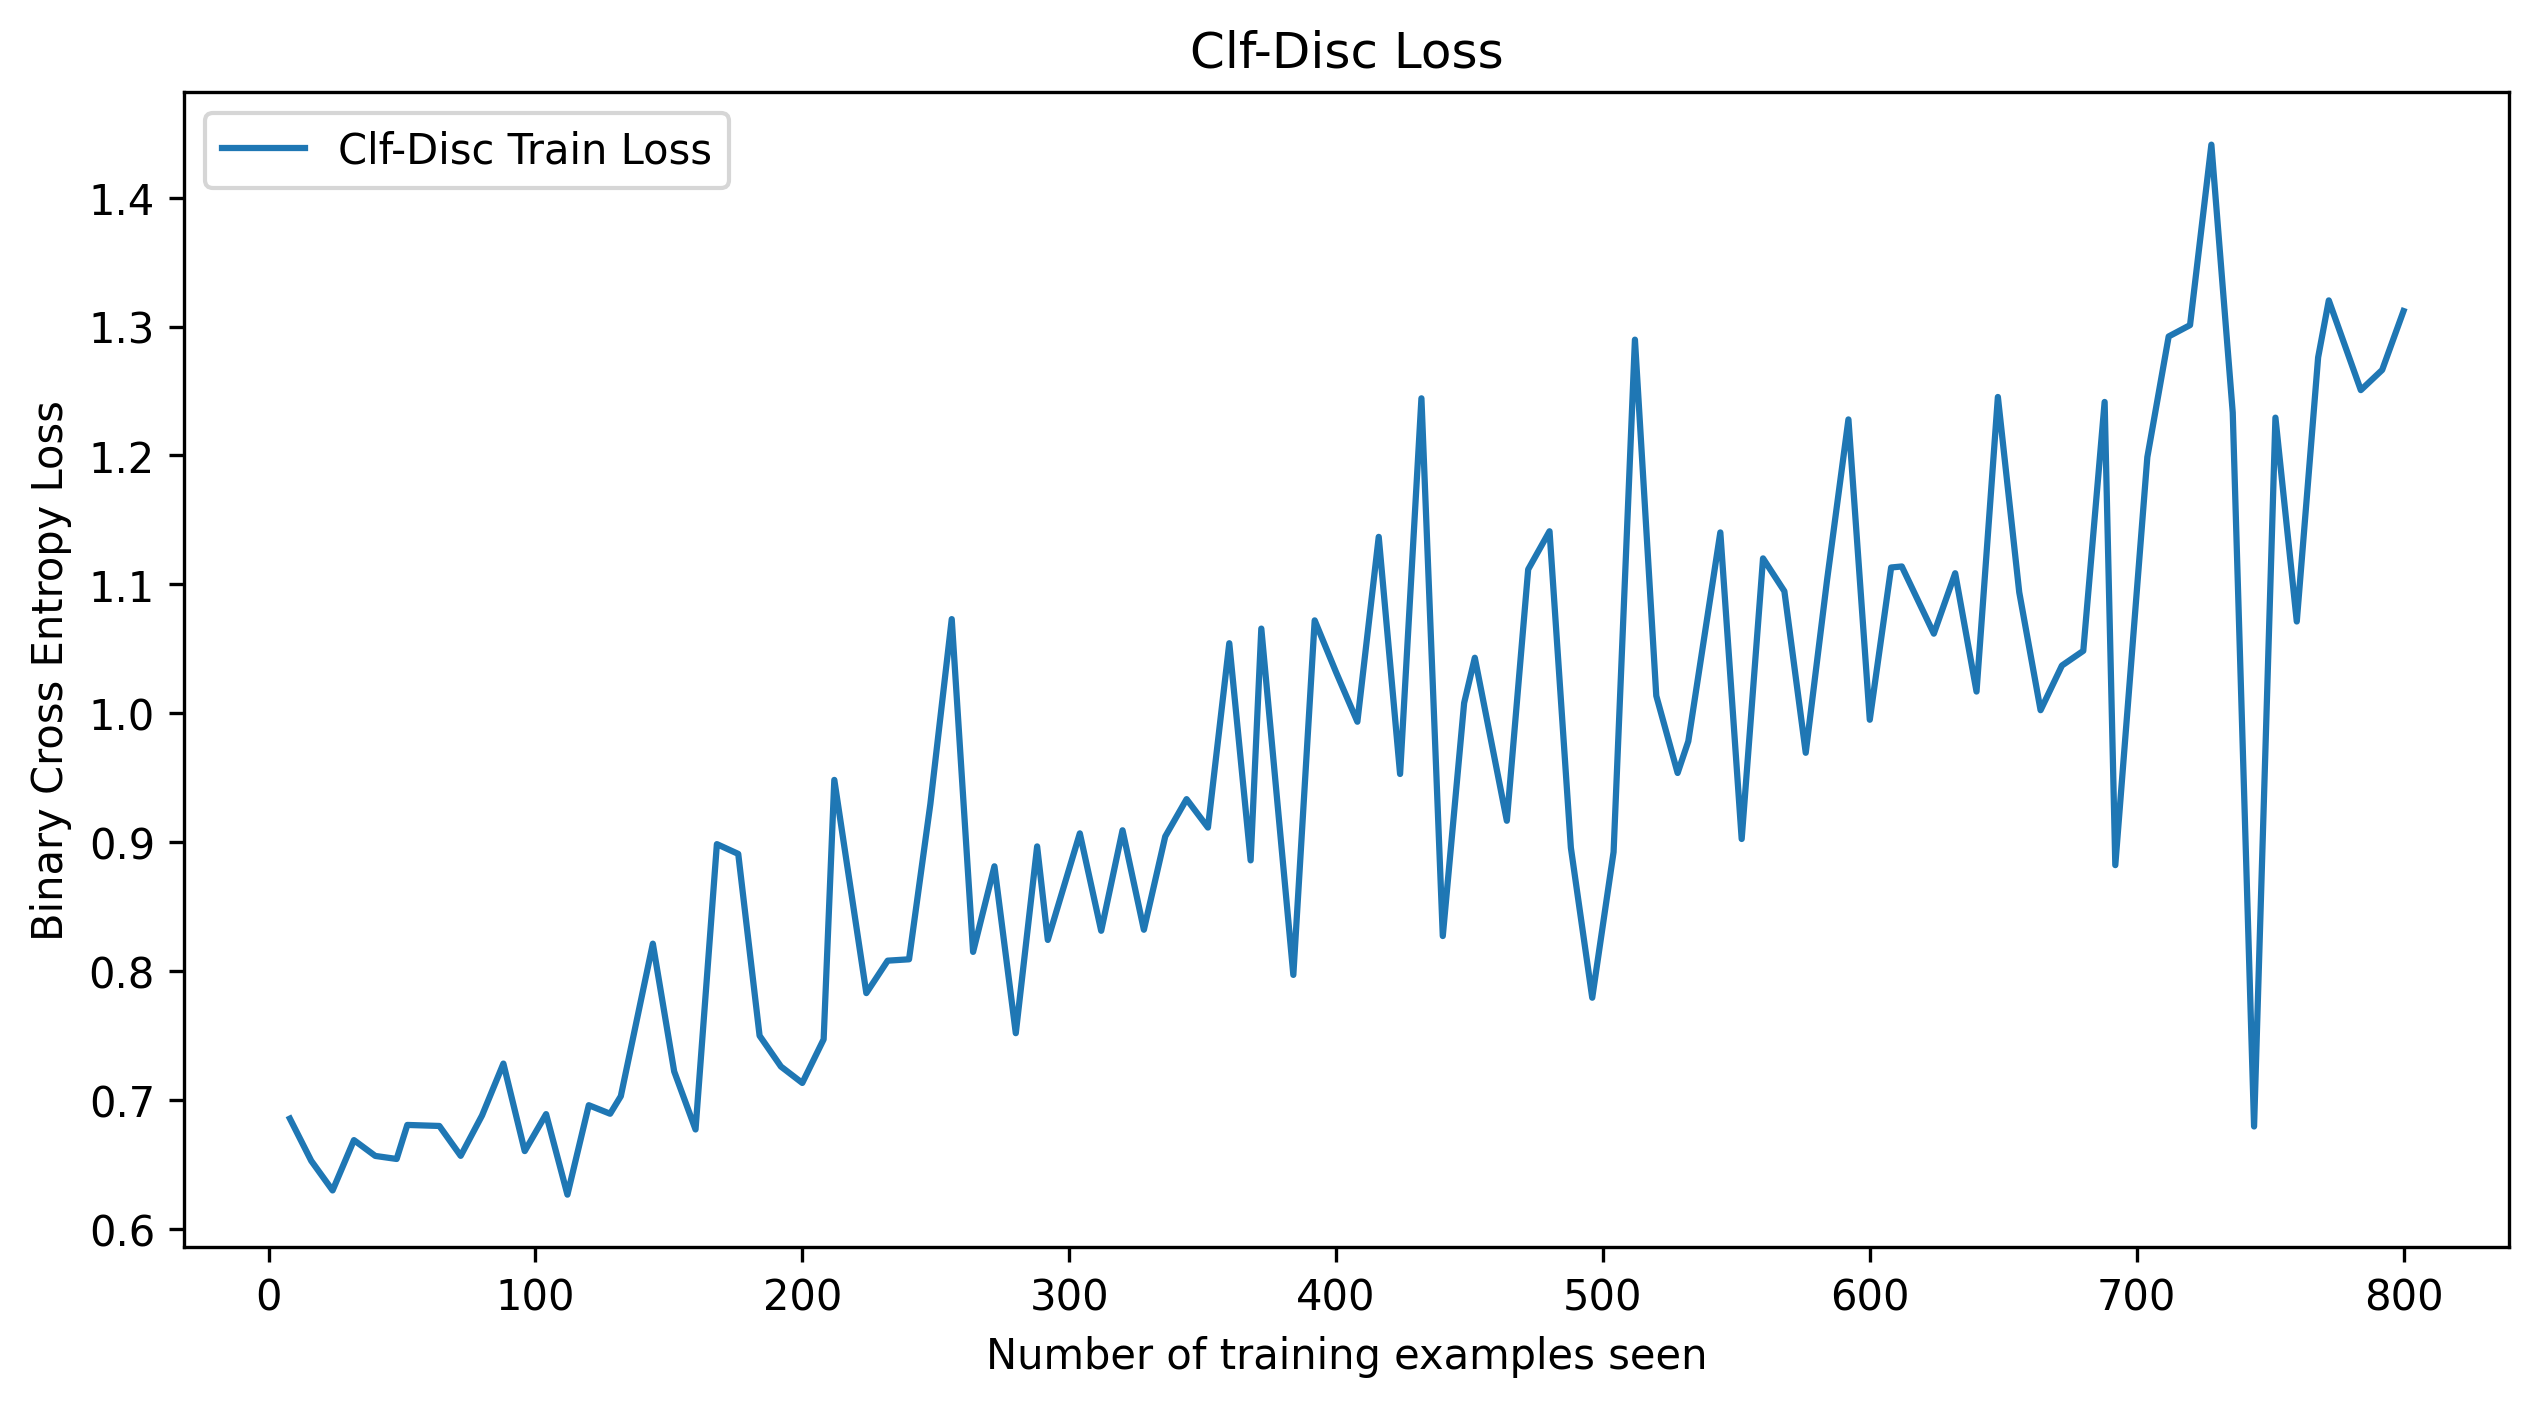 Clf-Disc Loss
Clf-Disc Train Loss
Binary Cross Entropy Loss
1.4
1.3
1.2
1.1
1.0
0.9
0.8
0.7
0.6
0 100 200 300 400 500 600 700 800
Number of training examples seen